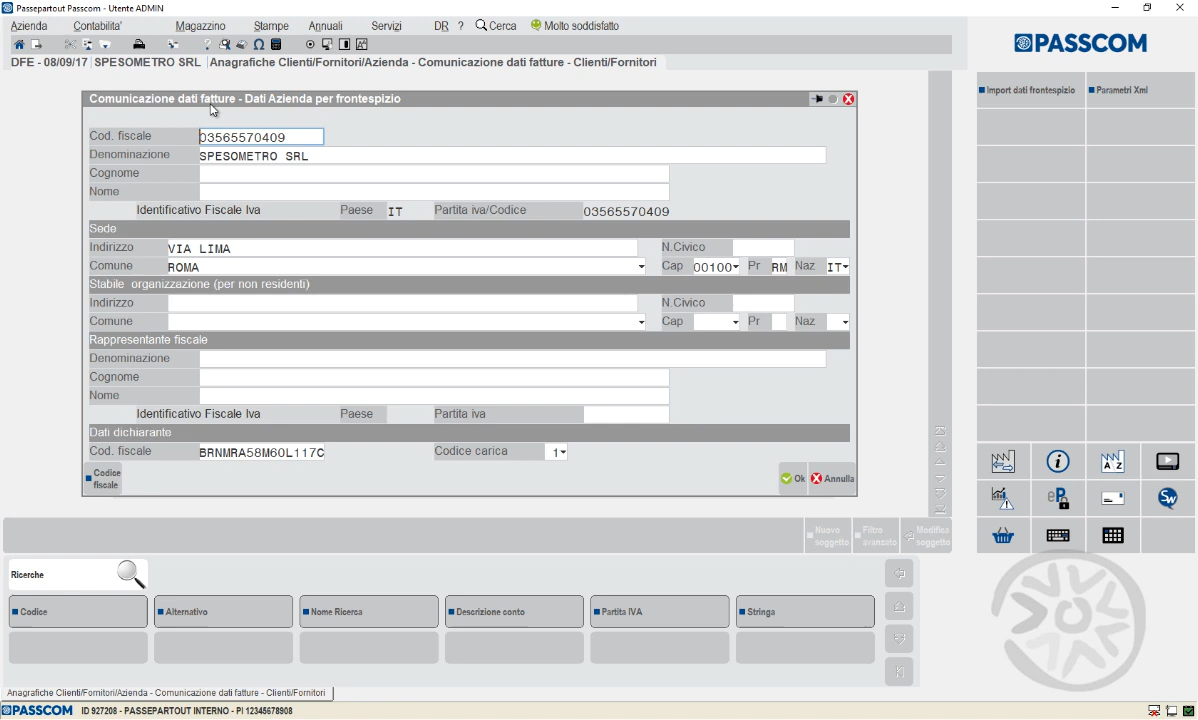 Passepartout Passcom - Utente ADMIN
Azienda Contabilita' Magazzino Stampe Annuali Servizi DR ? Cerca Molto soddisfatto
DFE - 08/09/17 SPESOMETRO SRL Anagrafiche Clienti/Fornitori/Azienda - Comunicazione dati fatture - Clienti/Fornitori
PASSCOM
Import dati frontespizio Parametri Xml
Comunicazione dati fatture - Dati Azienda per frontespizio
Cod. fiscale 03565570409
Denominazione SPESOMETRO SRL
Cognome
Nome
Identificativo Fiscale Iva Paese IT Partita iva/Codice 03565570409
Sede
Indirizzo VIA LIMA N.Civico
Comune ROMA Cap 00100 Pr RM Naz IT
Stabile organizzazione (per non residenti)
Indirizzo N.Civico
Comune Cap Pr Naz
Rappresentante fiscale
Denominazione
Cognome
Nome
Identificativo Fiscale Iva Paese Partita iva
Dati dichiarante
Cod. fiscale BRNMRA58M60L117C Codice carica 1
Codice fiscale Ok Annulla
Nuovo soggetto Filtro avanzato Modifica soggetto
Ricerche
Codice Alternativo Nome Ricerca Descrizione conto Partita IVA Stringa
Anagrafiche Clienti/Fornitori/Azienda - Comunicazione dati fatture - Clienti/Fornitori
PASSCOM ID 927208 - PASSEPARTOUT INTERNO - PI 12345678908